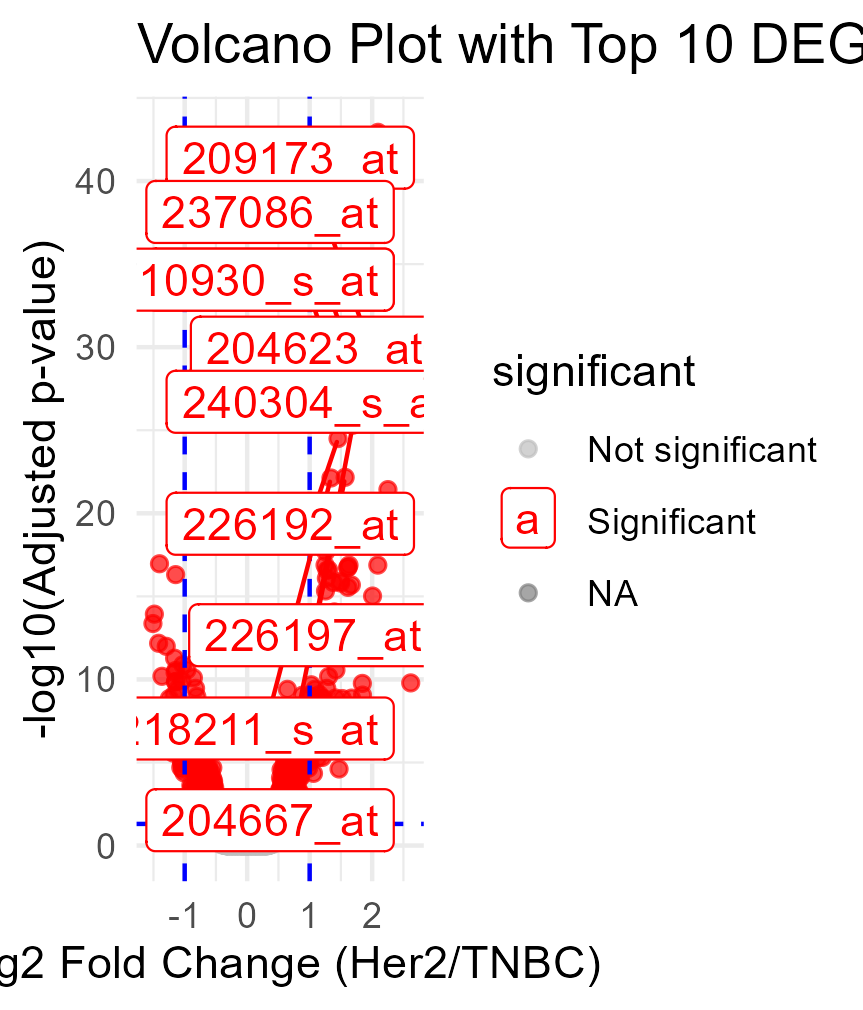 Volcano Plot with Top 10 DEG
40
30
20
10
0
-log10(Adjusted p-value)
209173_at
237086_at
10930_s_at
204623_at
240304_s_a
226192_at
226197_at
218211_s_at
204667_at
-1 0 1 2
g2 Fold Change (Her2/TNBC)
significant
Not significant
a Significant
NA